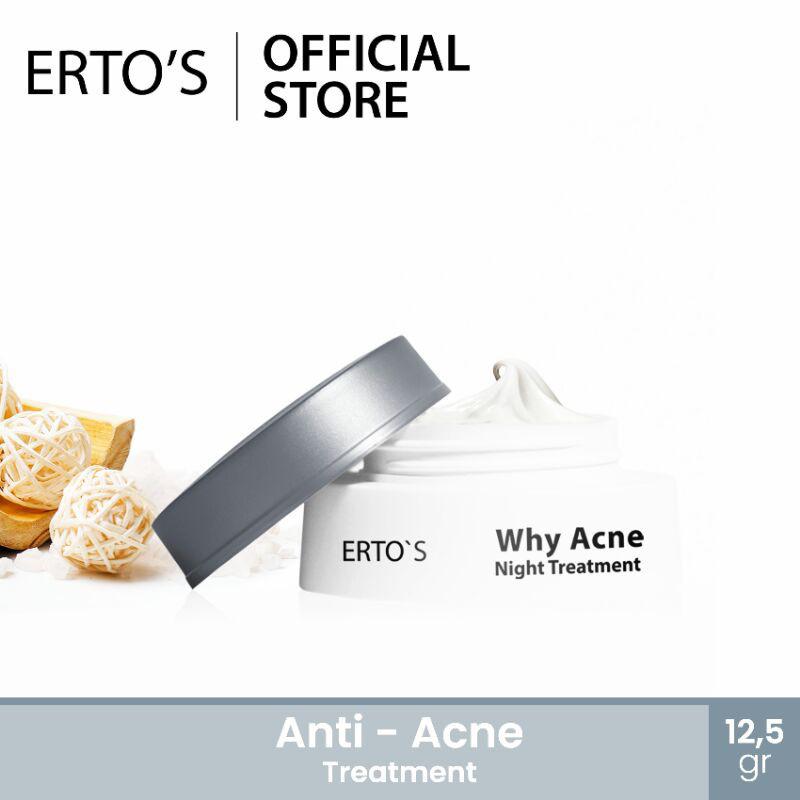 ERTO'S
OFFICIAL
STORE
ERTO`S
Why Acne
Night Treatment
Anti - Acne
Treatment
12,5
gr